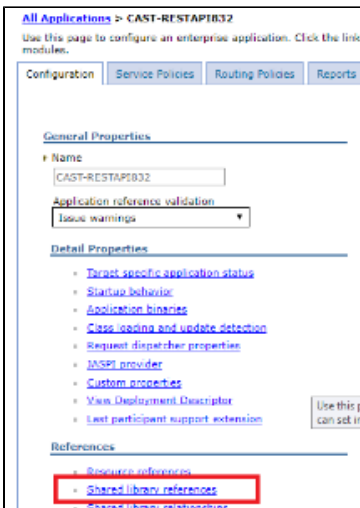 All Applications > CAST-RESTAPI832
Use this page to configure an enterprise application. Click the link
modules.
Configuration Service Policies Routing Policies Reports
General Properties
Name
CAST-RESTAPI832
Application reference validation
Issue warnings
Detail Properties
Target specific application status
Startup behavior
Application binaries
Class loading and update detection
Request dispatcher properties
JASPI provider
Custom properties
View Deployment Descriptor
Last participant support extension
Use this p
can set in
References
Resource references
Shared library references
Shared library relationships